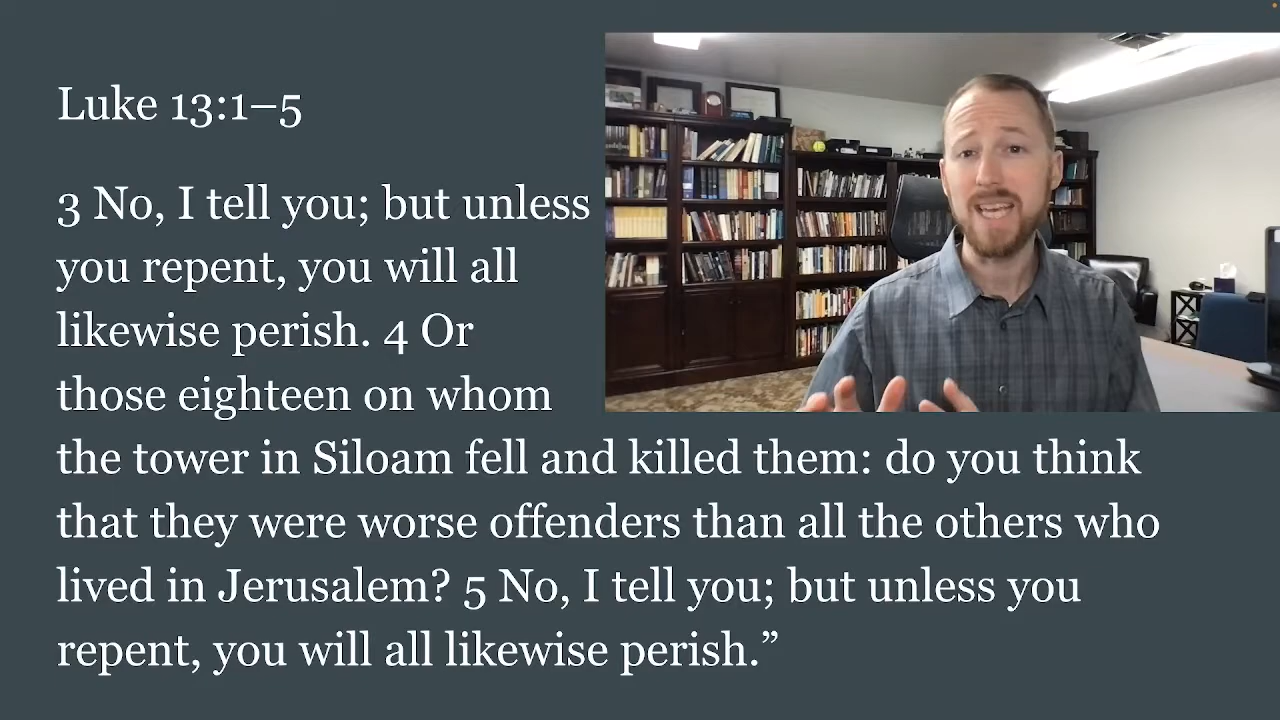 Luke 13:1–5
3 No, I tell you; but unless
you repent, you will all
likewise perish. 4 Or
those eighteen on whom
the tower in Siloam fell and killed them: do you think
that they were worse offenders than all the others who
lived in Jerusalem? 5 No, I tell you; but unless you
repent, you will all likewise perish.”